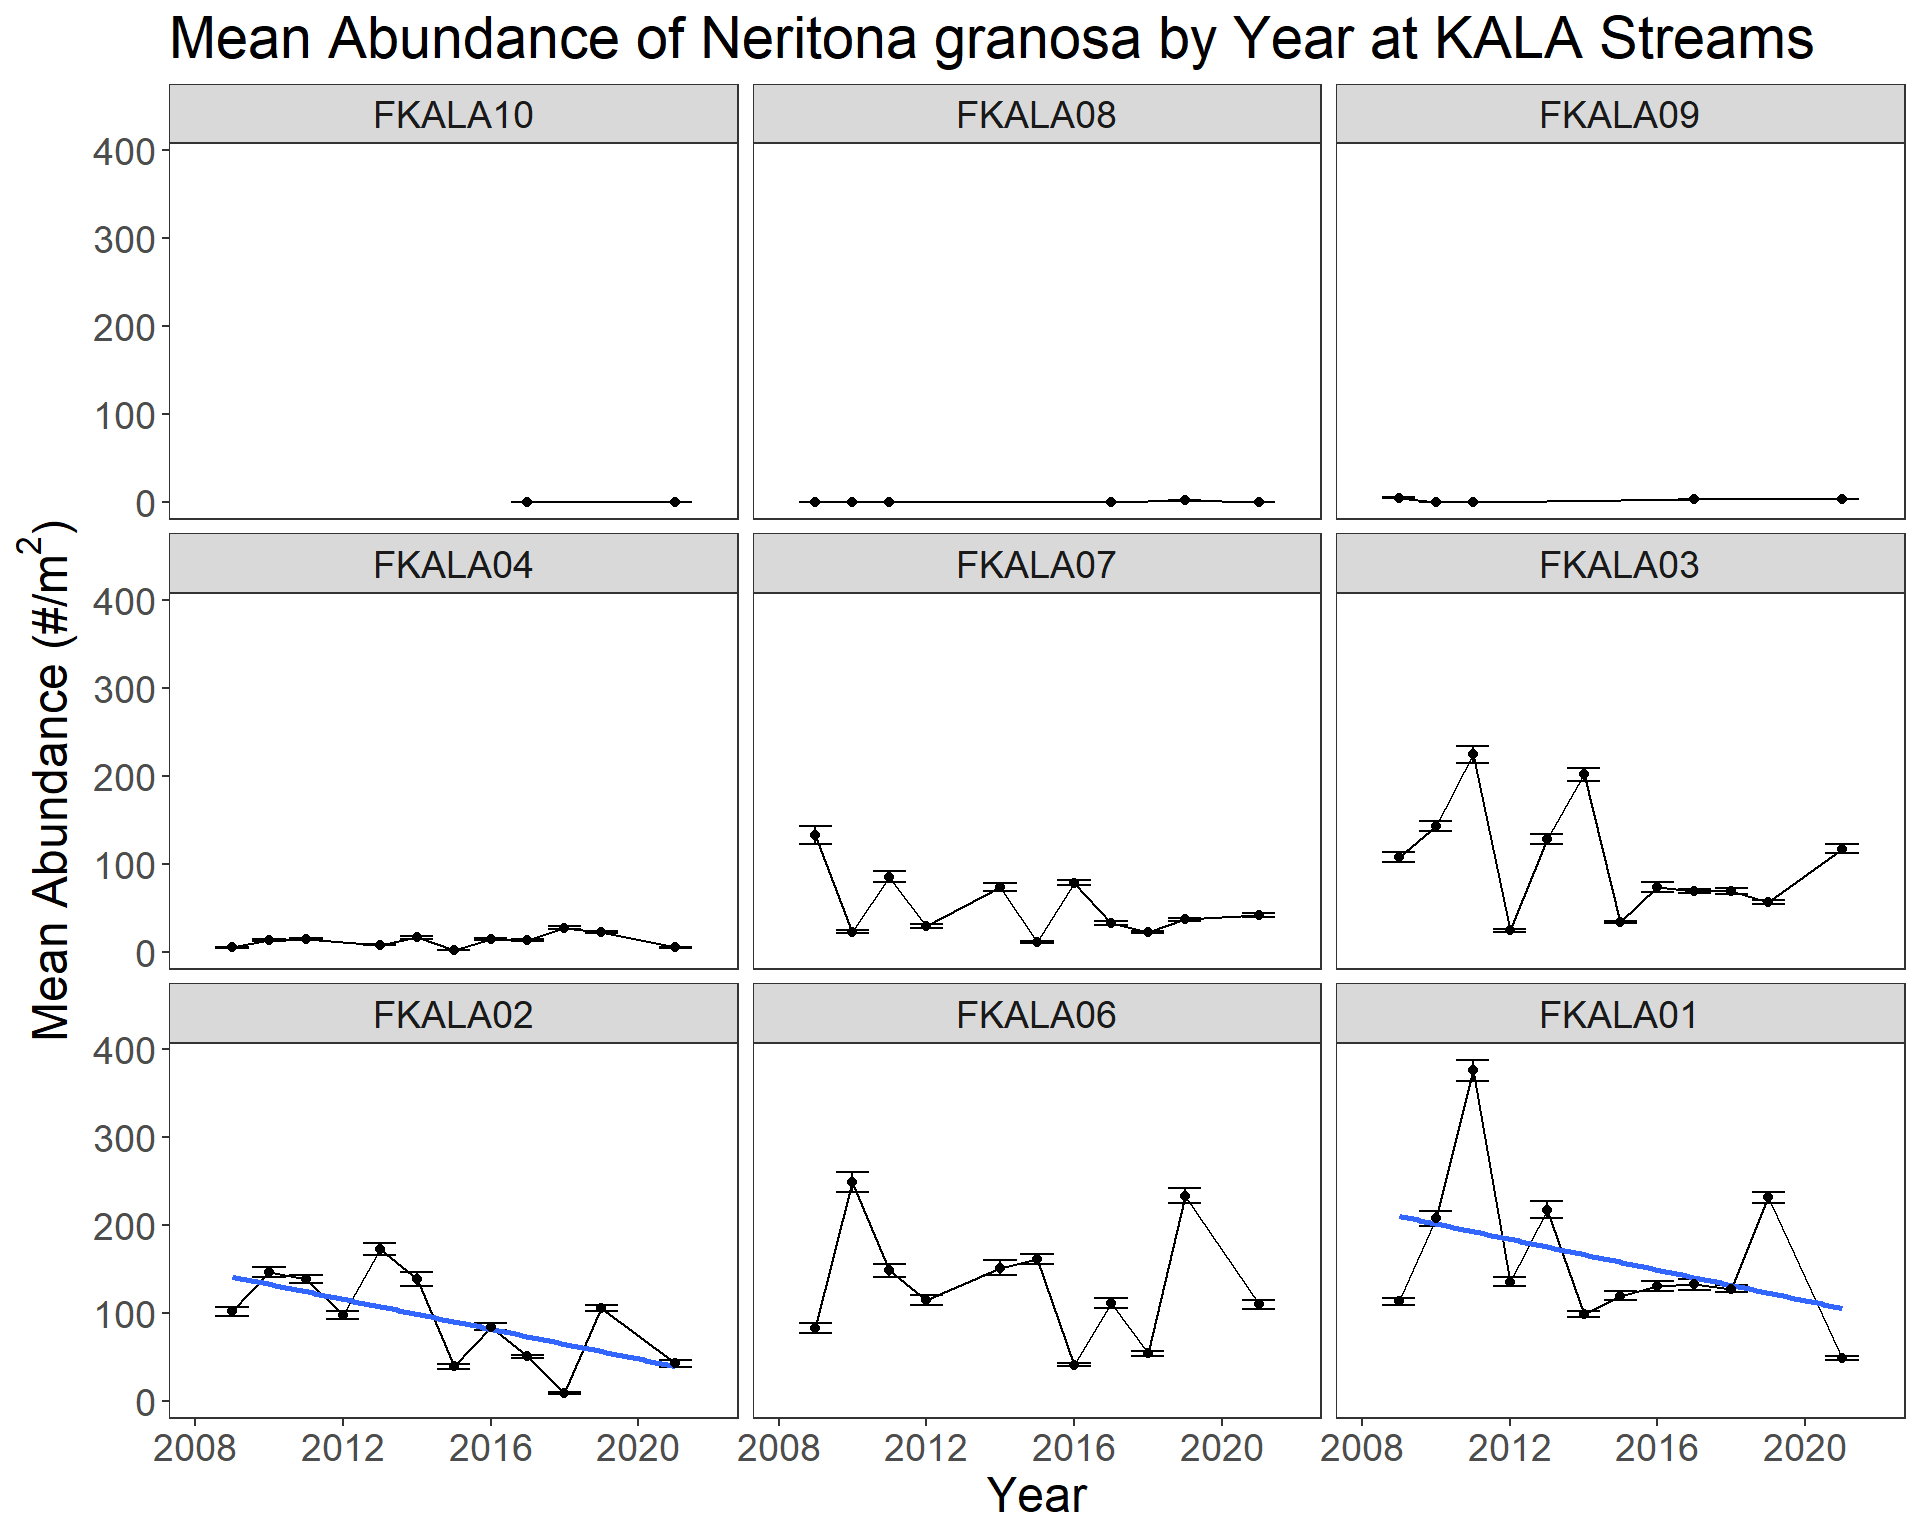 Mean Abundance of Neritona granosa by Year at KALA Streams
FKALA10 FKALA08 FKALA09
400
300
200
100
0
FKALA04 FKALA07 FKALA03
400
300
200
100
0
Mean Abundance (#/m²)
FKALA02 FKALA06 FKALA01
400
300
200
100
0
2008 2012 2016 2020 2008 2012 2016 2020 2008 2012 2016 2020
Year